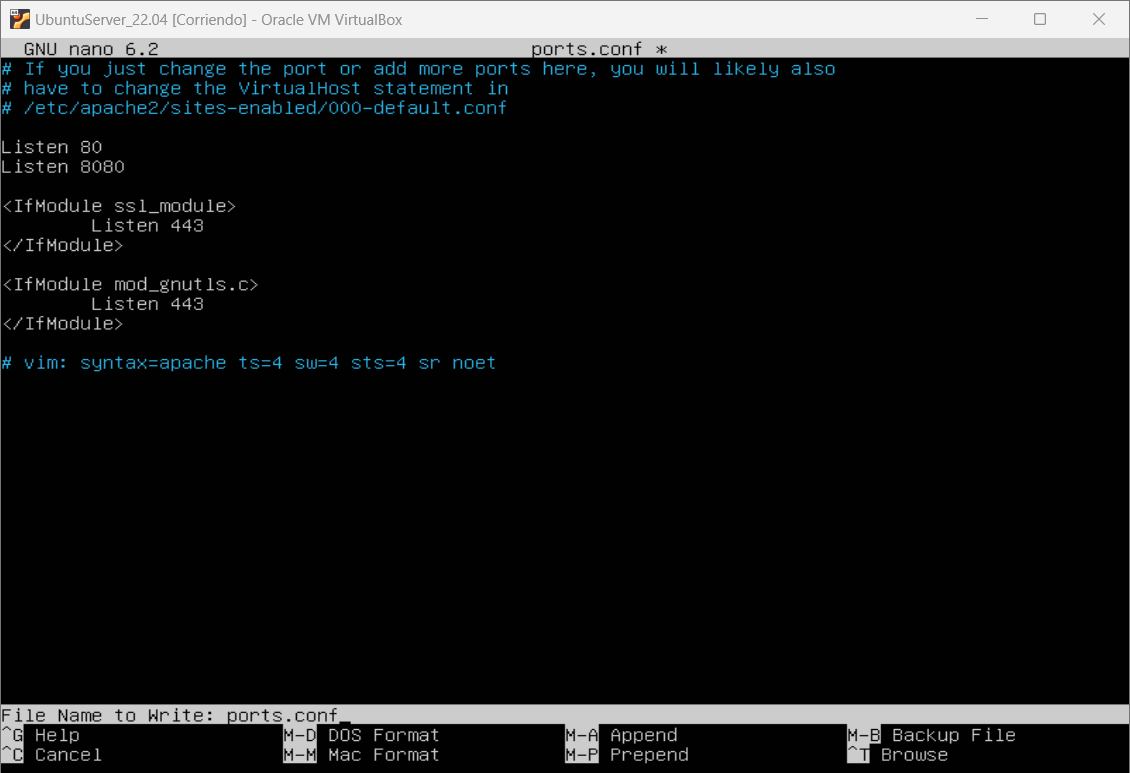 UbuntuServer_22.04 [Corriendo] - Oracle VM VirtualBox
GNU nano 6.2 ports.conf *
# If you just change the port or add more ports here, you will likely also
# have to change the VirtualHost statement in
# /etc/apache2/sites-enabled/000-default.conf
Listen 80
Listen 8080
<IfModule ssl_module>
        Listen 443
</IfModule>
<IfModule mod_gnutls.c>
        Listen 443
</IfModule>
# vim: syntax=apache ts=4 sw=4 sts=4 sr noet
File Name to Write: ports.conf
^G Help M-D DOS Format M-A Append M-B Backup File
^C Cancel M-M Mac Format M-P Prepend ^T Browse